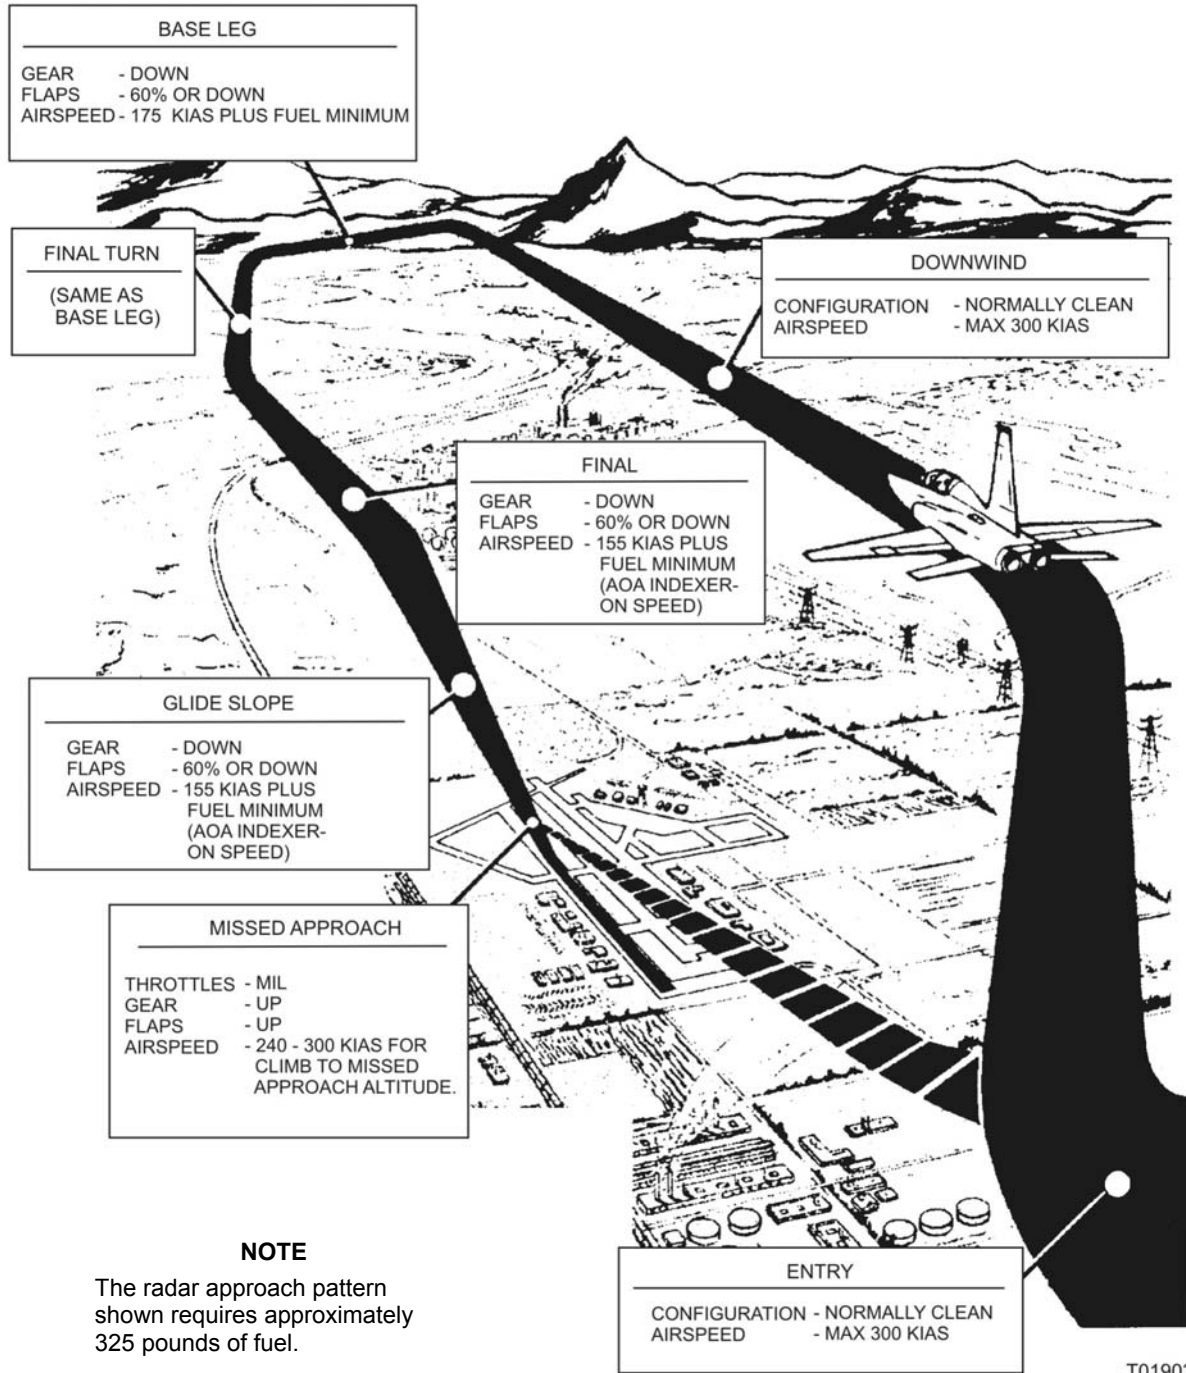 BASE LEG
GEAR - DOWN
FLAPS - 60% OR DOWN
AIRSPEED - 175 KIAS PLUS FUEL MINIMUM
FINAL TURN
(SAME AS
BASE LEG)
DOWNWIND
CONFIGURATION - NORMALLY CLEAN
AIRSPEED - MAX 300 KIAS
FINAL
GEAR - DOWN
FLAPS - 60% OR DOWN
AIRSPEED - 155 KIAS PLUS
FUEL MINIMUM
(AOA INDEXER-
ON SPEED)
GLIDE SLOPE
GEAR - DOWN
FLAPS - 60% OR DOWN
AIRSPEED - 155 KIAS PLUS
FUEL MINIMUM
(AOA INDEXER-
ON SPEED)
MISSED APPROACH
THROTTLES - MIL
GEAR - UP
FLAPS - UP
AIRSPEED - 240 - 300 KIAS FOR
CLIMB TO MISSED
APPROACH ALTITUDE.
NOTE
The radar approach pattern
shown requires approximately
325 pounds of fuel.
ENTRY
CONFIGURATION - NORMALLY CLEAN
AIRSPEED - MAX 300 KIAS